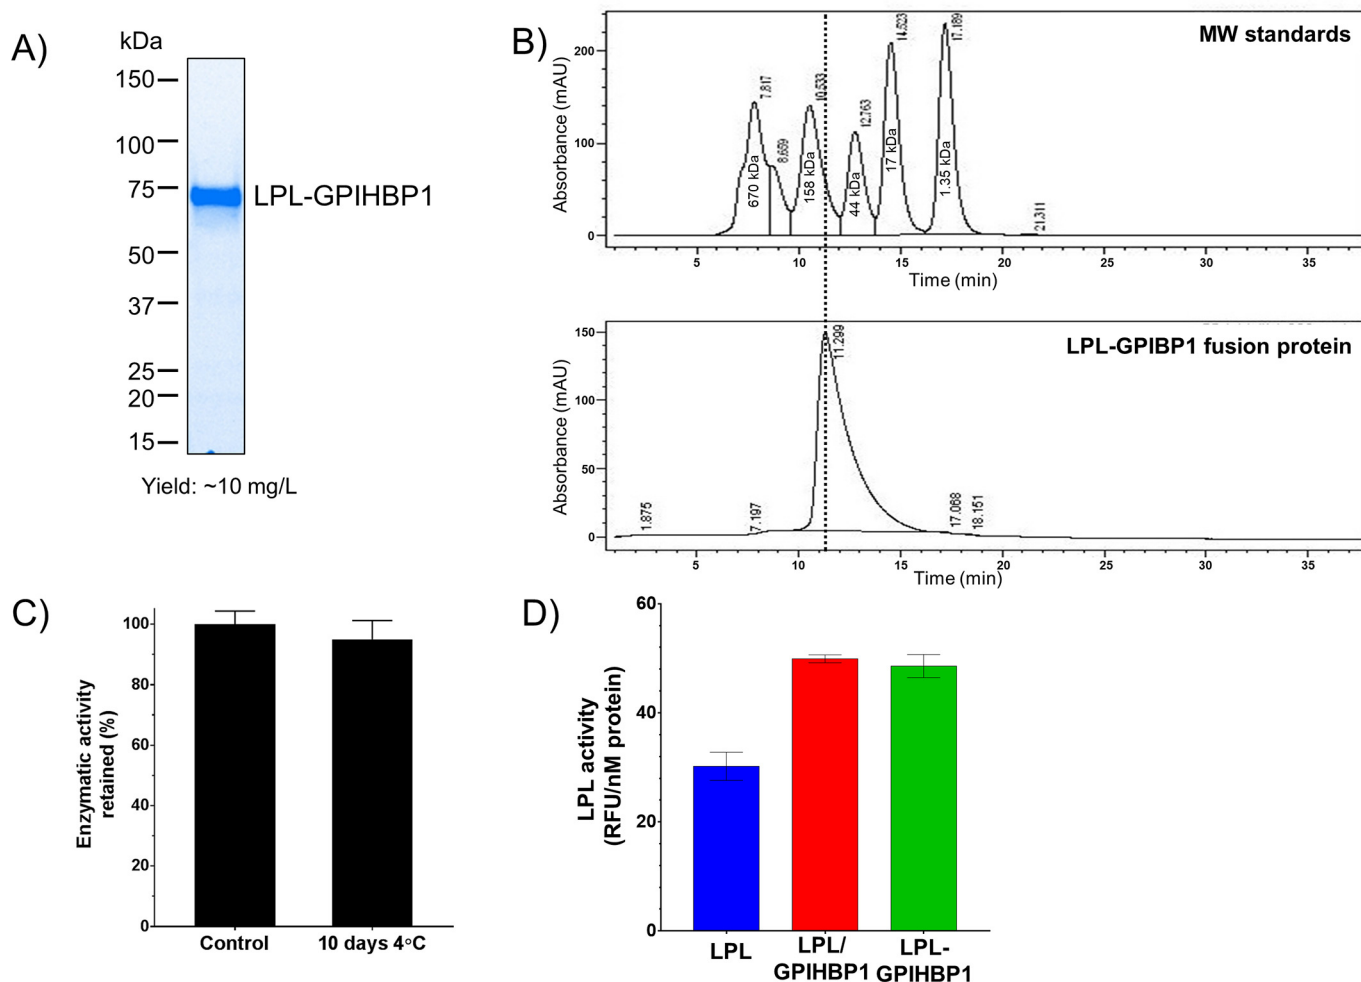 A)
kDa
150
100
75
50
37
25
20
15
LPL-GPIHBP1
Yield: ~10 mg/L
B)
MW standards
Absorbance (mAU)
200
100
0
7.817
8.659
10.533
12.763
14.523
17.189
21.311
670 kDa
158 kDa
44 kDa
17 kDa
1.35 kDa
5 10 15 20 25 30 35
Time (min)
LPL-GPIBP1 fusion protein
Absorbance (mAU)
150
100
50
0
1.875
7.197
11.299
17.068
18.151
5 10 15 20 25 30 35
Time (min)
C)
Enzymatic activity
retained (%)
100
80
60
40
20
0
Control
10 days 4°C
D)
LPL activity
(RFU/nM protein)
60
40
20
0
LPL
LPL/
GPIHBP1
LPL-
GPIHBP1